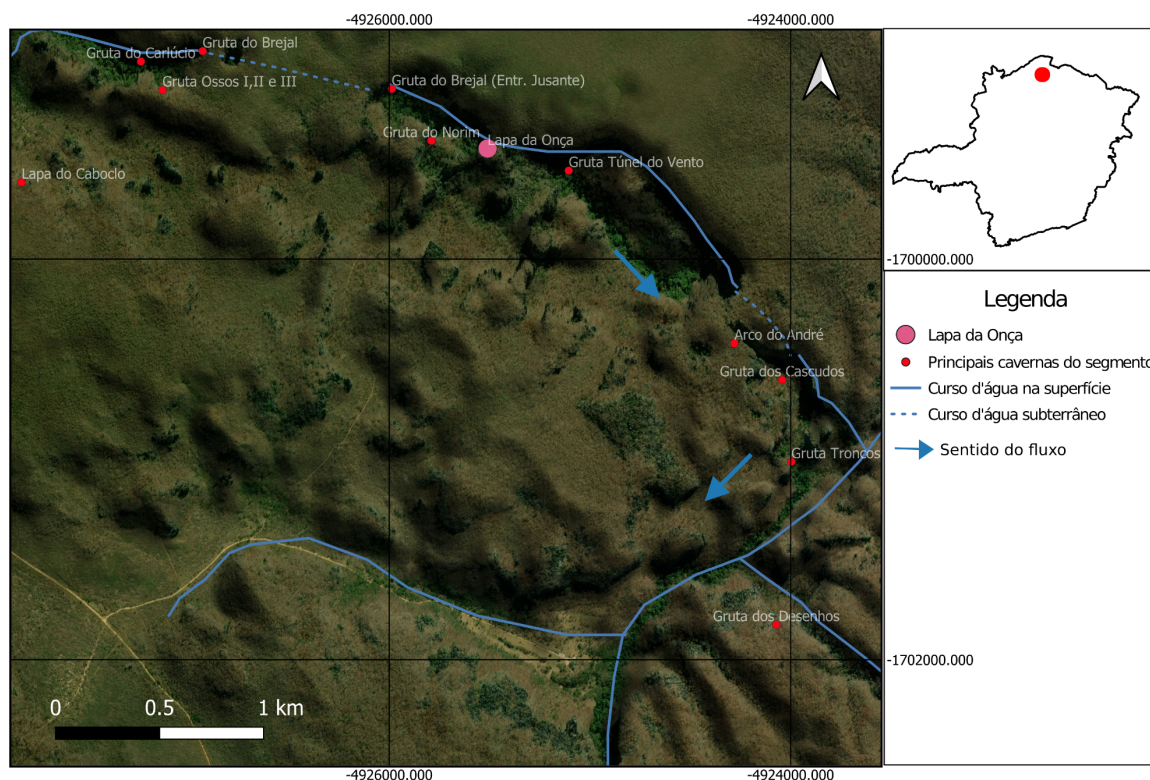 -4926000.000
-4924000.000
Gruta do Brejal
Gruta do Carlúcio
Gruta Ossos I,II e III
Gruta do Brejal (Entr. Jusante)
Gruta do Norim
Lapa da Onça
Gruta Túnel do Vento
Lapa do Caboclo
-1700000.000
Arco do André
Gruta dos Cascudos
Gruta Troncos
Gruta dos Desenhos
-1702000.000
0 0.5 1 km
-4926000.000
-4924000.000
Legenda
Lapa da Onça
Principais cavernas do segmento
Curso d'água na superfície
Curso d'água subterrâneo
Sentido do fluxo